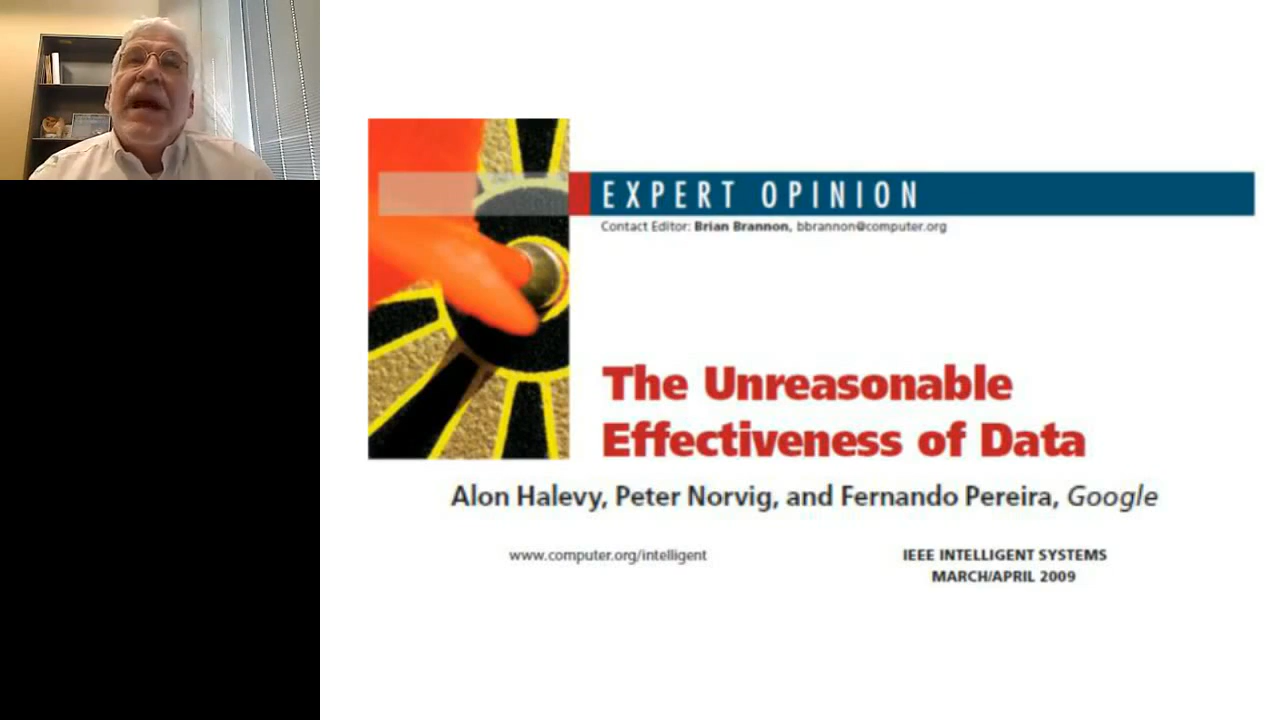 EXPERT OPINION
Contact Editor: Brian Brannon, bbrannon@computer.org
The Unreasonable
Effectiveness of Data
Alon Halevy, Peter Norvig, and Fernando Pereira, Google
www.computer.org/intelligent
IEEE INTELLIGENT SYSTEMS
MARCH/APRIL 2009